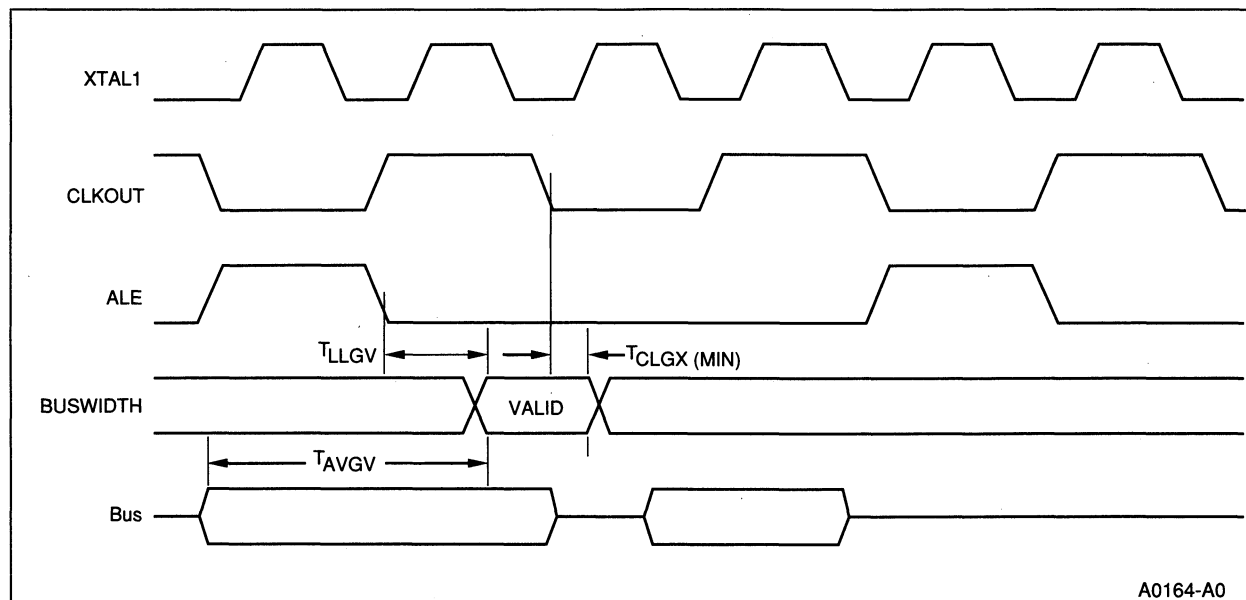 XTAL1
CLKOUT
ALE
TLLGV
TCLGX (MIN)
BUSWIDTH
VALID
TAVGV
Bus
A0164-A0